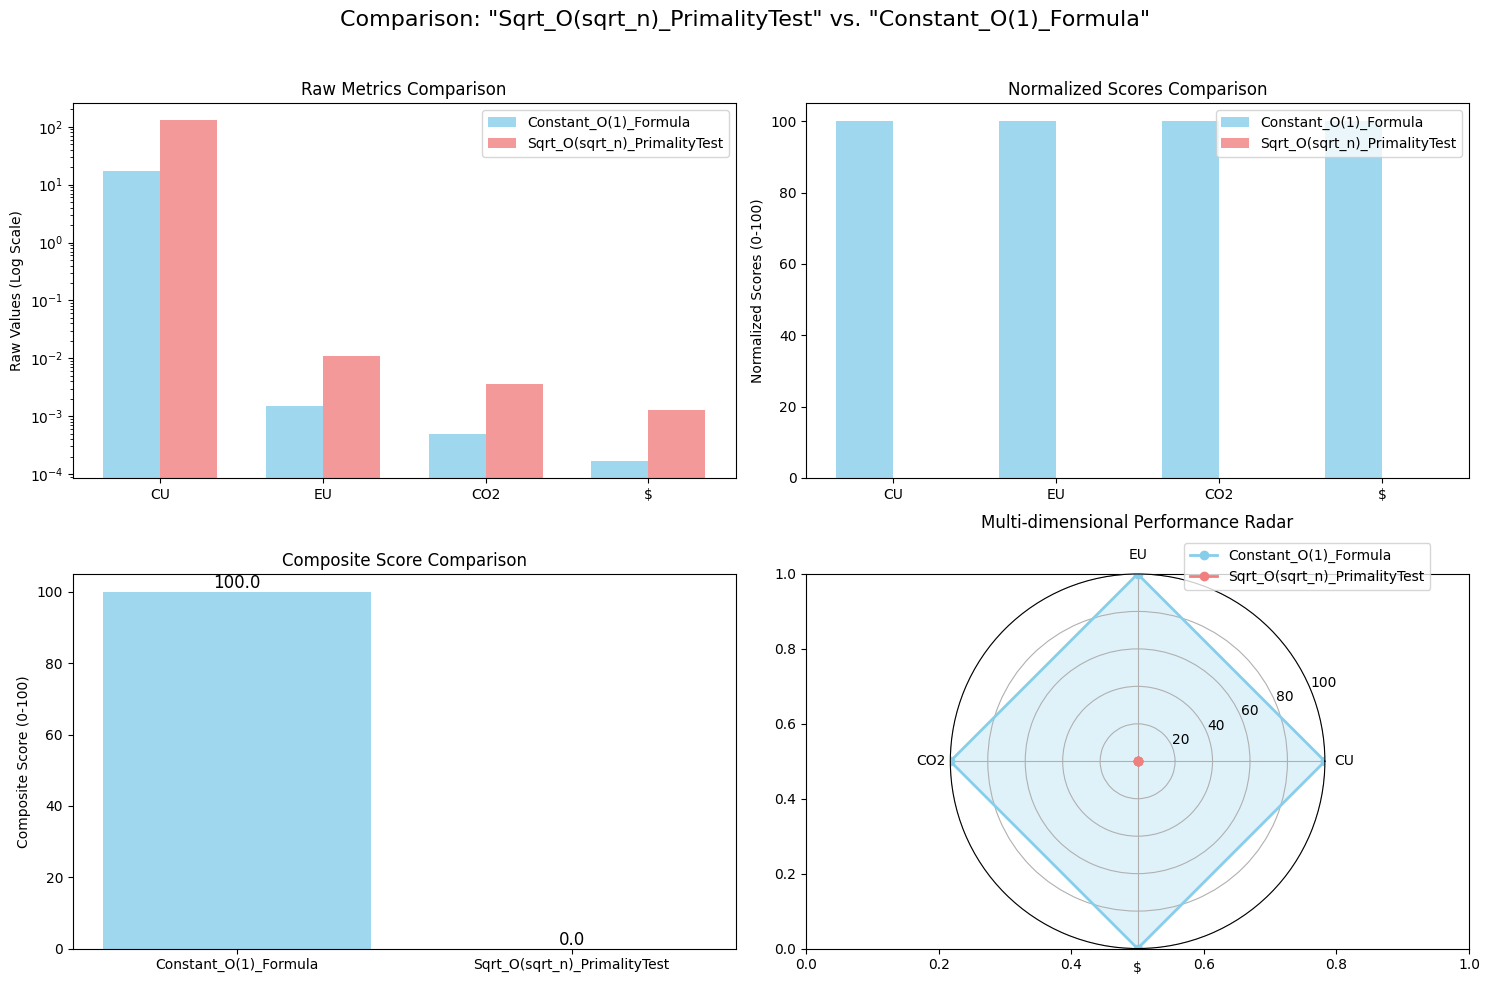 Comparison: "Sqrt_O(sqrt_n)_PrimalityTest" vs. "Constant_O(1)_Formula"
Raw Metrics Comparison
Raw Values (Log Scale)
10²
10¹
10⁰
10⁻¹
10⁻²
10⁻³
10⁻⁴
CU
EU
CO2
$
Constant_O(1)_Formula
Sqrt_O(sqrt_n)_PrimalityTest
Normalized Scores Comparison
Normalized Scores (0-100)
100
80
60
40
20
0
CU
EU
CO2
$
Constant_O(1)_Formula
Sqrt_O(sqrt_n)_PrimalityTest
Composite Score Comparison
Composite Score (0-100)
100
80
60
40
20
0
100.0
0.0
Constant_O(1)_Formula
Sqrt_O(sqrt_n)_PrimalityTest
Multi-dimensional Performance Radar
EU
Constant_O(1)_Formula
Sqrt_O(sqrt_n)_PrimalityTest
1.0
0.8
0.6
0.4
0.2
0.0
100
80
60
40
20
CO2
CU
$
0.0
0.2
0.4
0.6
0.8
1.0